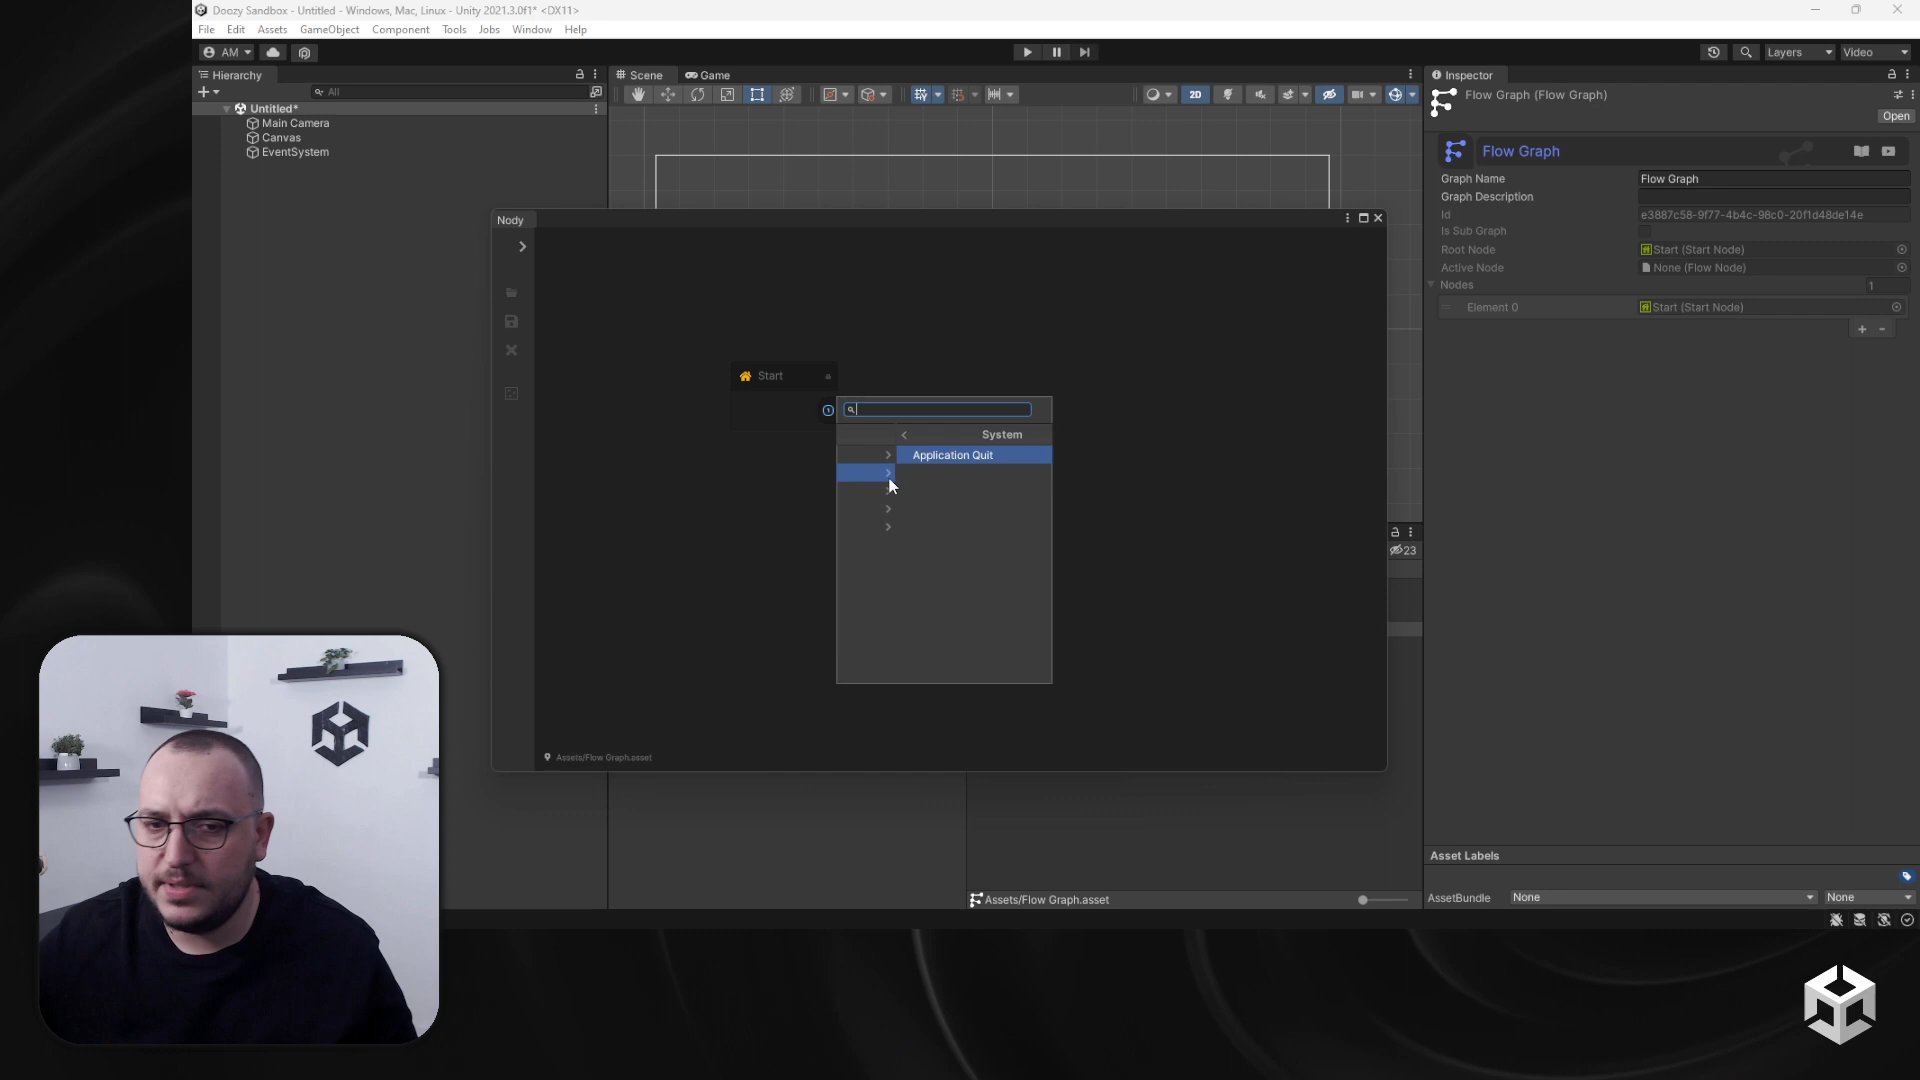 Doozy Sandbox - Untitled - Windows, Mac, Linux - Unity 2021.3.0f1* <DX11>
File Edit Assets GameObject Component Tools Jobs Window Help
AM Layers Video
Hierarchy
All
Untitled*
Main Camera
Canvas
EventSystem
Scene Game
2D
Inspector
Flow Graph (Flow Graph)
Open
Flow Graph
Graph Name Flow Graph
Graph Description
Id e3887c58-9f77-4b4c-98c0-20f1d48de14e
Is Sub Graph
Root Node Start (Start Node)
Active Node None (Flow Node)
Nodes 1
Element 0 Start (Start Node)
Nody
Start
System
Application Quit
Assets/Flow Graph.asset
23
Assets/Flow Graph.asset
Asset Labels
AssetBundle None None